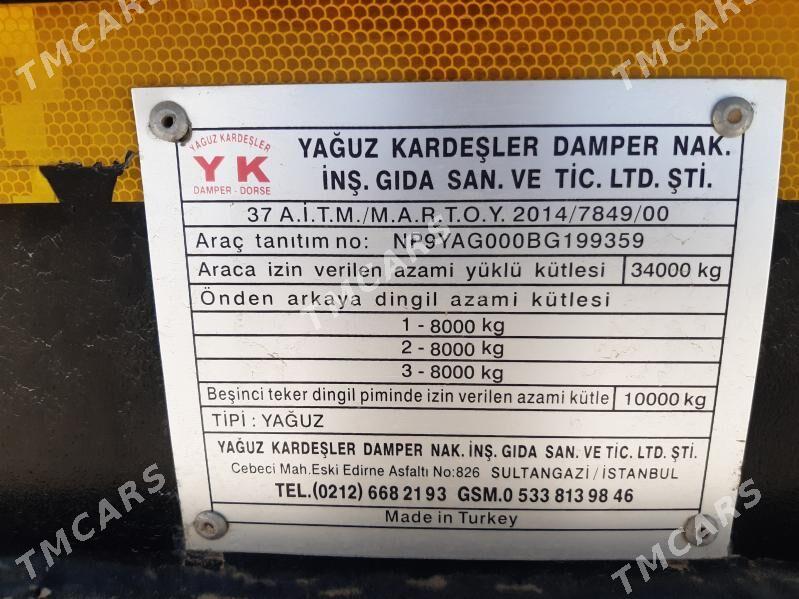 YAĞUZ KARDEŞLER
YK
DAMPER - DORSE
YAĞUZ KARDEŞLER DAMPER NAK.
İNŞ. GIDA SAN. VE TİC. LTD. ŞTİ.
37 A.İ.T.M./M.A.R.T.O.Y. 2014/7849/00
Araç tanıtım no: NP9YAG000BG199359
Araca izin verilen azami yüklü kütlesi 34000 kg
Önden arkaya dingil azami kütlesi
1 - 8000 kg
2 - 8000 kg
3 - 8000 kg
Beşinci teker dingil piminde izin verilen azami kütle 10000 kg
TİPİ : YAĞUZ
YAĞUZ KARDEŞLER DAMPER NAK. İNŞ. GIDA SAN. VE TİC. LTD. ŞTİ.
Cebeci Mah.Eski Edirne Asfaltı No:826 SULTANGAZİ / İSTANBUL
TEL.(0212) 668 21 93 GSM.0 533 813 98 46
Made in Turkey
TMCARS
TMCARS
TMCARS
TMCARS
TMCARS